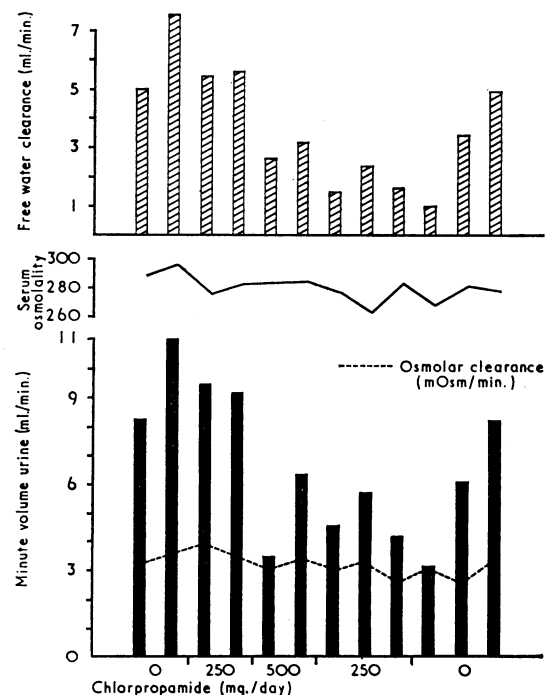 Free water clearance (ml./min.)
7
5
3
1
Serum
osmolality
300
280
260
Minute volume urine (ml./min.)
11
9
6
3
0
Osmolar clearance
(mOsm/min.)
0 250 500 250 0
Chlorpropamide (mg./day)